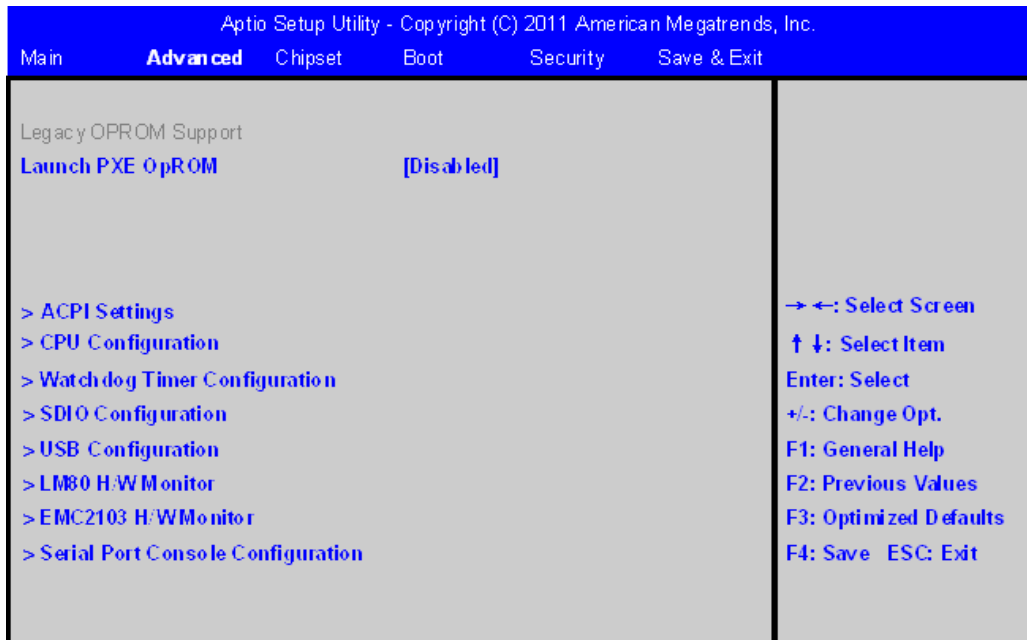 Aptio Setup Utility - Copyright (C) 2011 American Megatrends, Inc.
Main Advanced Chipset Boot Security Save & Exit
Legacy OPROM Support
Launch PXE OpROM [Disabled]
> ACPI Settings
> CPU Configuration
> Watchdog Timer Configuration
> SDIO Configuration
> USB Configuration
> LM80 H/W Monitor
> EMC2103 H/W Monitor
> Serial Port Console Configuration
→ ←: Select Screen
↑ ↓: Select Item
Enter: Select
+/-: Change Opt.
F1: General Help
F2: Previous Values
F3: Optimized Defaults
F4: Save ESC: Exit